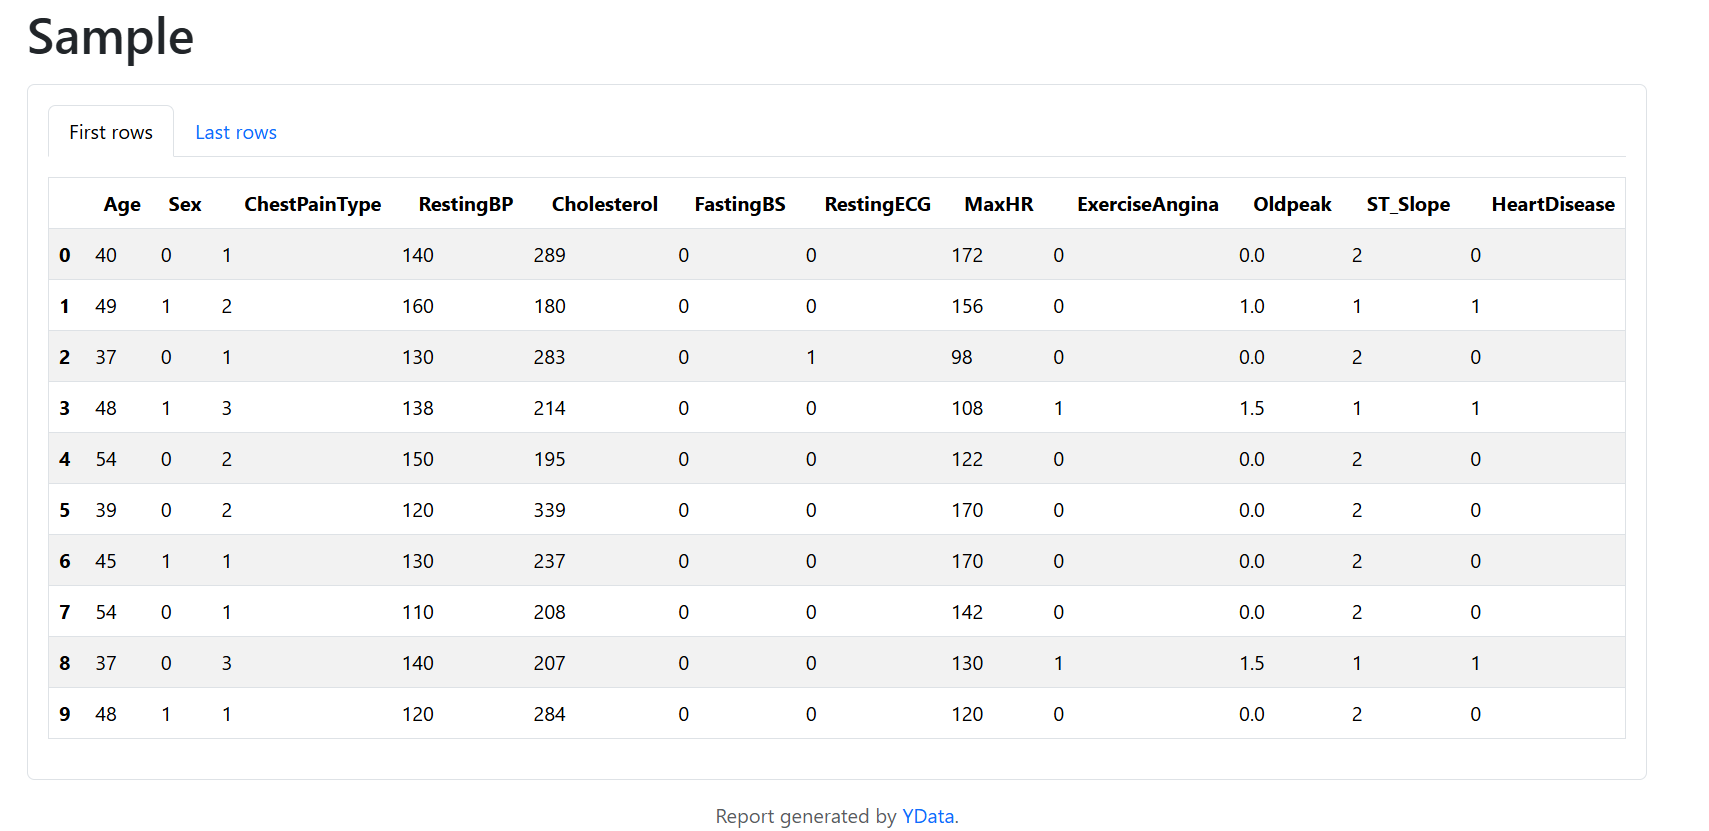 Sample
First rows Last rows
Age Sex ChestPainType RestingBP Cholesterol FastingBS RestingECG MaxHR ExerciseAngina Oldpeak ST_Slope HeartDisease
0 40 0 1 140 289 0 0 172 0 0.0 2 0
1 49 1 2 160 180 0 0 156 0 1.0 1 1
2 37 0 1 130 283 0 1 98 0 0.0 2 0
3 48 1 3 138 214 0 0 108 1 1.5 1 1
4 54 0 2 150 195 0 0 122 0 0.0 2 0
5 39 0 2 120 339 0 0 170 0 0.0 2 0
6 45 1 1 130 237 0 0 170 0 0.0 2 0
7 54 0 1 110 208 0 0 142 0 0.0 2 0
8 37 0 3 140 207 0 0 130 1 1.5 1 1
9 48 1 1 120 284 0 0 120 0 0.0 2 0
Report generated by YData.